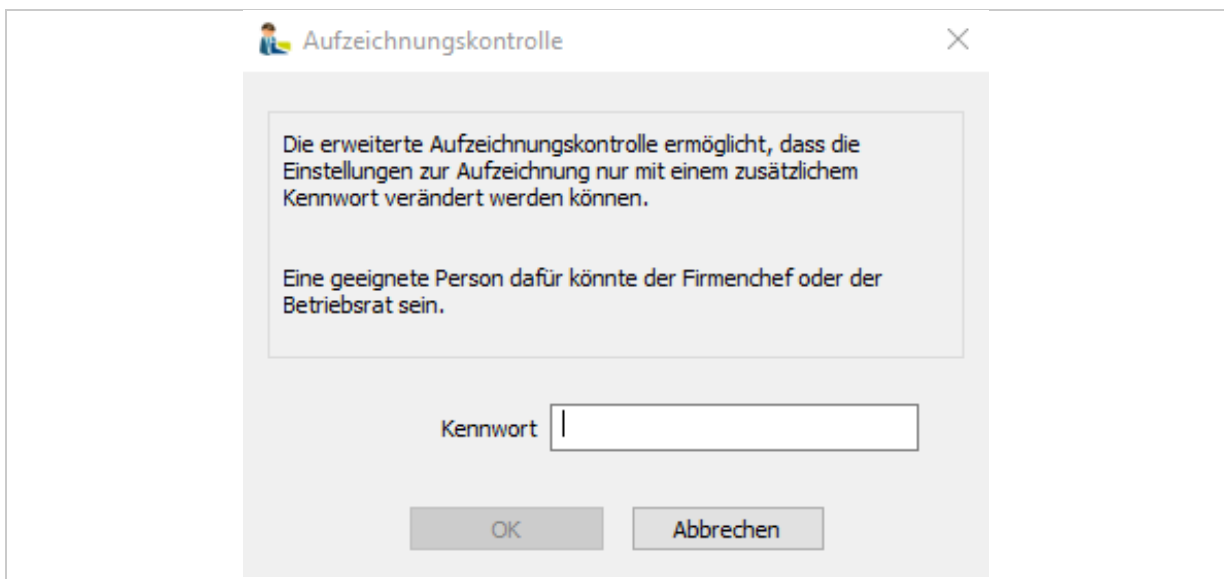 Aufzeichnungskontrolle
Die erweiterte Aufzeichnungskontrolle ermöglicht, dass die
Einstellungen zur Aufzeichnung nur mit einem zusätzlichem
Kennwort verändert werden können.
Eine geeignete Person dafür könnte der Firmenchef oder der
Betriebsrat sein.
Kennwort
OK
Abbrechen